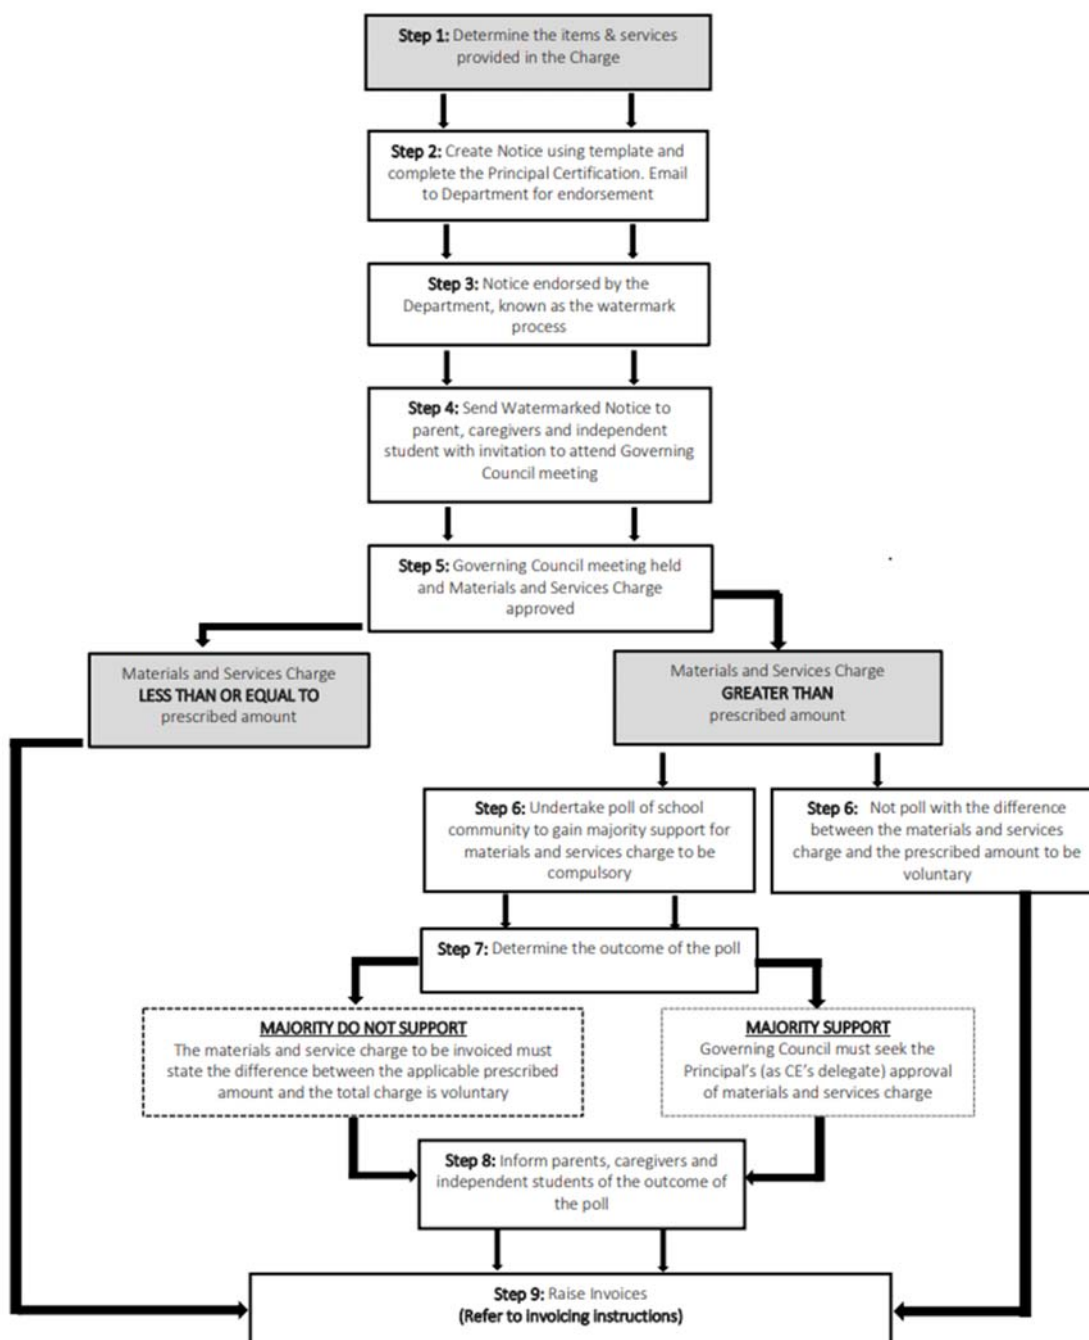 Step 1: Determine the items & services
provided in the Charge
Step 2: Create Notice using template and
complete the Principal Certification. Email
to Department for endorsement
Step 3: Notice endorsed by the
Department, known as the watermark
process
Step 4: Send Watermarked Notice to
parent, caregivers and independent
student with invitation to attend Governing
Council meeting
Step 5: Governing Council meeting held
and Materials and Services Charge
approved
Materials and Services Charge
LESS THAN OR EQUAL TO
prescribed amount
Materials and Services Charge
GREATER THAN
prescribed amount
Step 6: Undertake poll of school
community to gain majority support for
materials and services charge to be
compulsory
Step 6: Not poll with the difference
between the materials and services
charge and the prescribed amount to be
voluntary
Step 7: Determine the outcome of the poll
MAJORITY DO NOT SUPPORT
The materials and service charge to be invoiced must
state the difference between the applicable prescribed
amount and the total charge is voluntary
MAJORITY SUPPORT
Governing Council must seek the
Principal's (as CE's delegate) approval
of materials and services charge
Step 8: Inform parents, caregivers and
independent students of the outcome of
the poll
Step 9: Raise Invoices
(Refer to invoicing instructions)